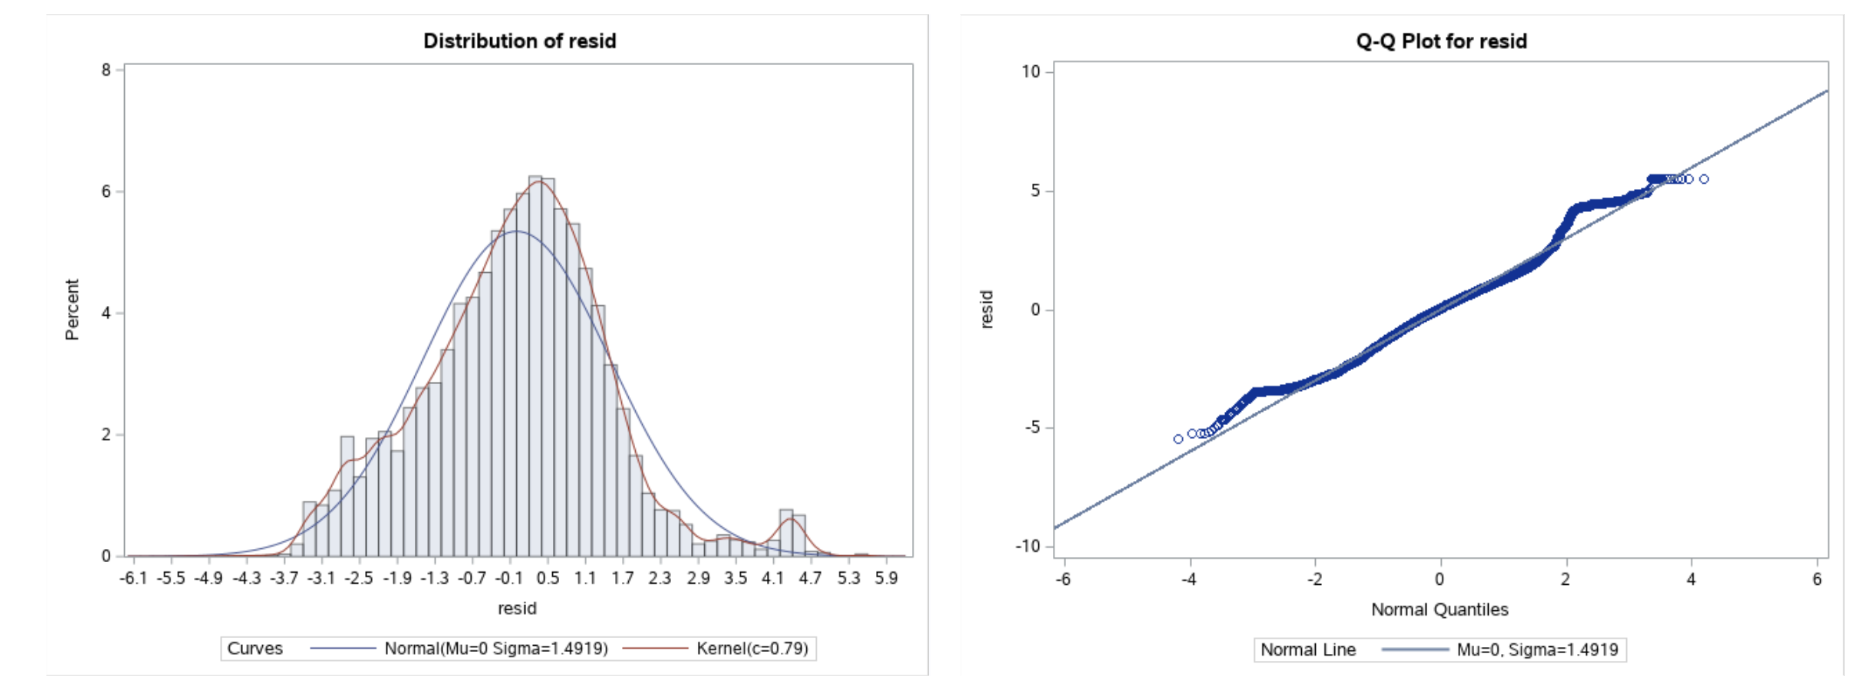 Distribution of resid
8
6
4
2
0
Percent
-6.1 -5.5 -4.9 -4.3 -3.7 -3.1 -2.5 -1.9 -1.3 -0.7 -0.1 0.5 1.1 1.7 2.3 2.9 3.5 4.1 4.7 5.3 5.9
resid
Curves Normal(Mu=0 Sigma=1.4919) Kernel(c=0.79)
Q-Q Plot for resid
10
5
0
-5
-10
resid
-6 -4 -2 0 2 4 6
Normal Quantiles
Normal Line Mu=0, Sigma=1.4919